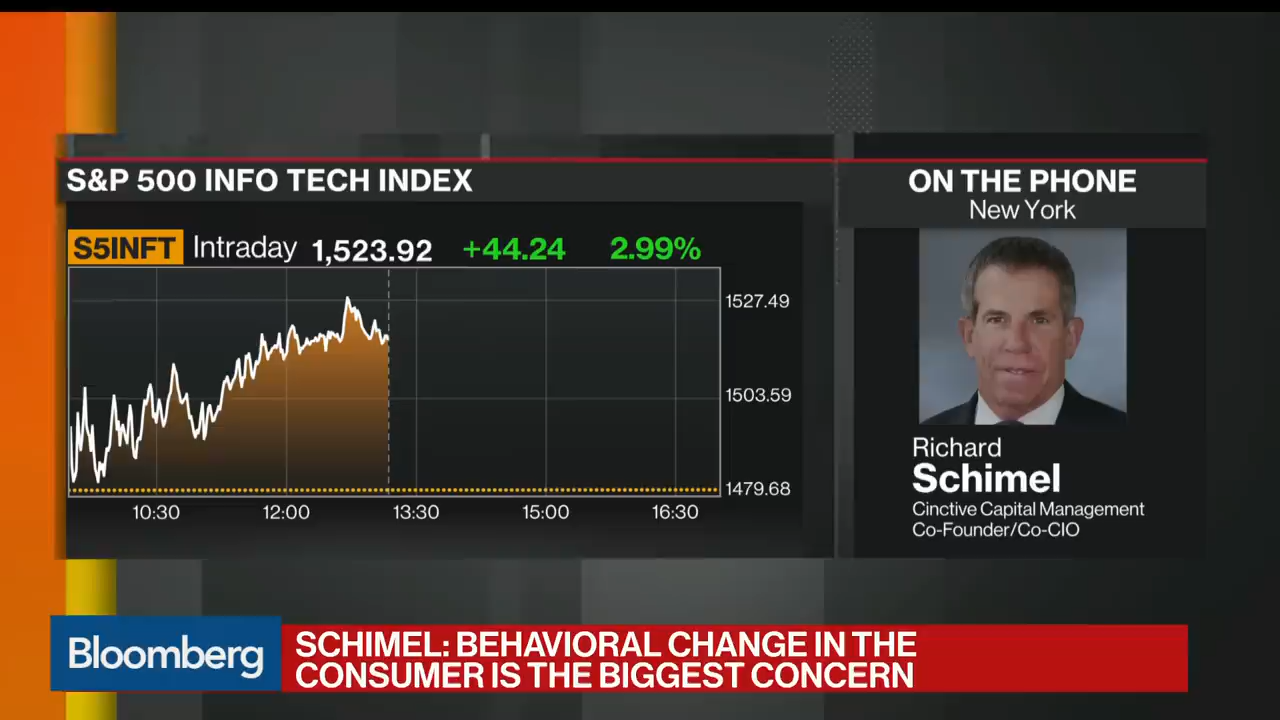 S&P 500 INFO TECH INDEX
S5INFT Intraday 1,523.92 +44.24 2.99%
1527.49
1503.59
1479.68
10:30 12:00 13:30 15:00 16:30
ON THE PHONE
New York
Richard
Schimel
Cinctive Capital Management
Co-Founder/Co-CIO
Bloomberg
SCHIMEL: BEHAVIORAL CHANGE IN THE
CONSUMER IS THE BIGGEST CONCERN